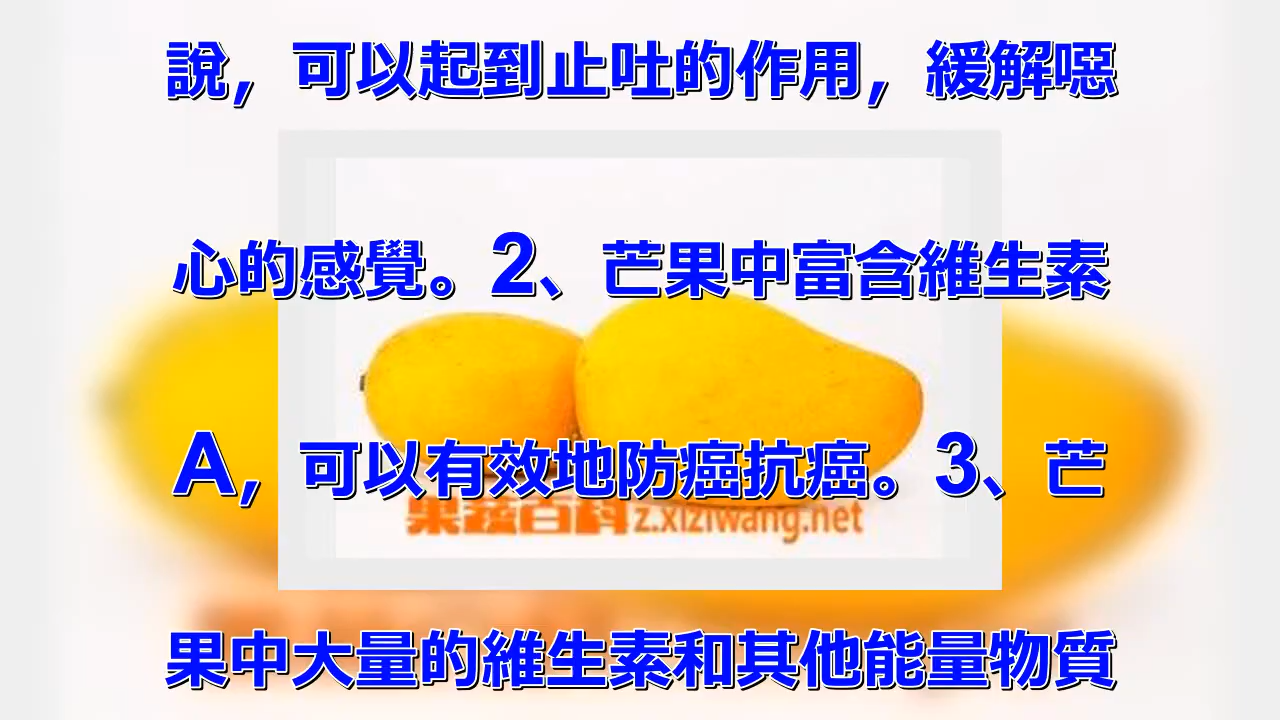 說，可以起到止吐的作用，緩解噁
心的感覺。2、芒果中富含維生素
A，可以有效地防癌抗癌。3、芒
果蔬百科z.xiziwang.net
果中大量的維生素和其他能量物質